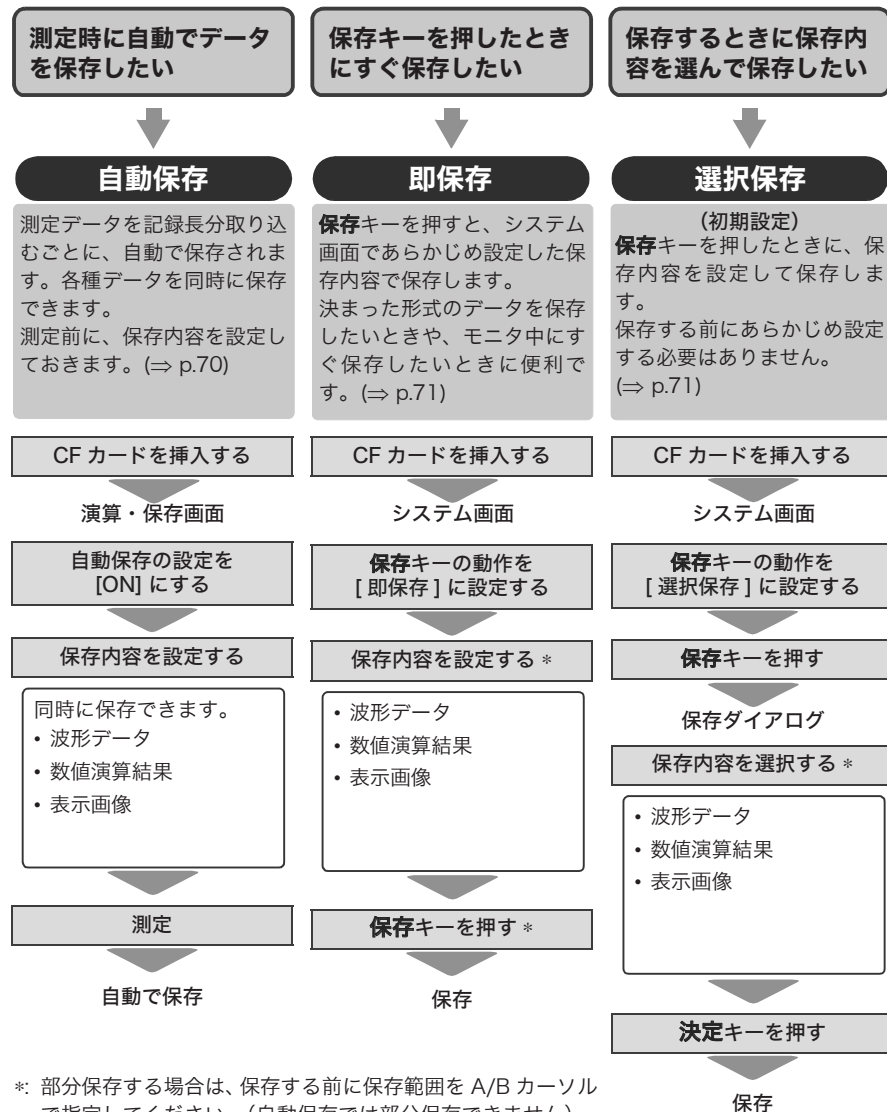 測定時に自動でデータ
を保存したい
自動保存
測定データを記録長分取り込
むごとに、自動で保存されま
す。各種データを同時に保存
できます。
測定前に、保存内容を設定し
ておきます。(⇒ p.70)
CF カードを挿入する
演算・保存画面
自動保存の設定を
[ON] にする
保存内容を設定する
同時に保存できます。
• 波形データ
• 数値演算結果
• 表示画像
測定
自動で保存
保存キーを押したとき
にすぐ保存したい
即保存
保存キーを押すと、システム
画面であらかじめ設定した保
存内容で保存します。
決まった形式のデータを保存
したいときや、モニタ中にす
ぐ保存したいときに便利で
す。(⇒ p.71)
CF カードを挿入する
システム画面
保存キーの動作を
[ 即保存 ] に設定する
保存内容を設定する *
• 波形データ
• 数値演算結果
• 表示画像
保存キーを押す *
保存
保存するときに保存内
容を選んで保存したい
選択保存
（初期設定）
保存キーを押したときに、保
存内容を設定して保存しま
す。
保存する前にあらかじめ設定
する必要はありません。
(⇒ p.71)
CF カードを挿入する
システム画面
保存キーの動作を
[ 選択保存 ] に設定する
保存キーを押す
保存ダイアログ
保存内容を選択する *
• 波形データ
• 数値演算結果
• 表示画像
決定キーを押す
保存
*: 部分保存する場合は、保存する前に保存範囲を A/B カーソル
で指定してください。（自動保存では部分保存できません）